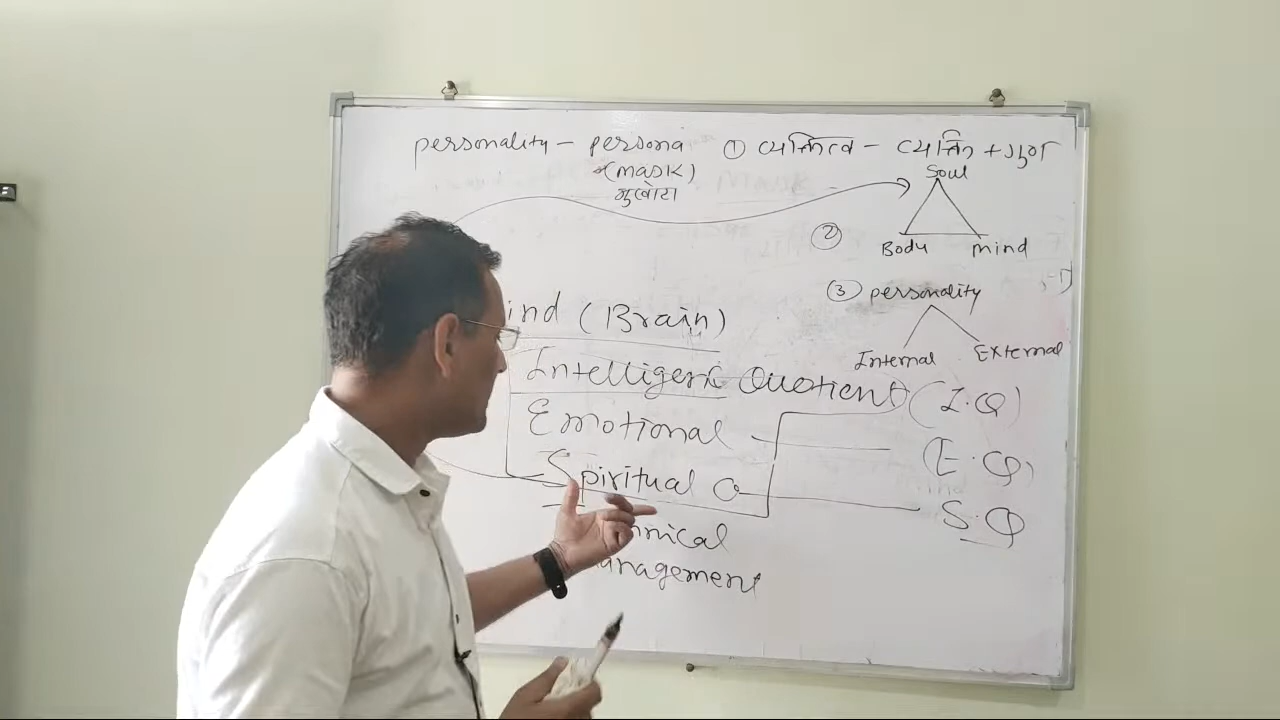 personality - persona ① व्यक्तित्व - व्यक्ति + गुण
(MASK)
मुखोटा
Soul
②
Body mind
③ personality
Internal External
ind (Brain)
Intelligenc Quotient (I.Q)
Emotional (E.Q)
Spiritual Q S.Q
nical
anagement